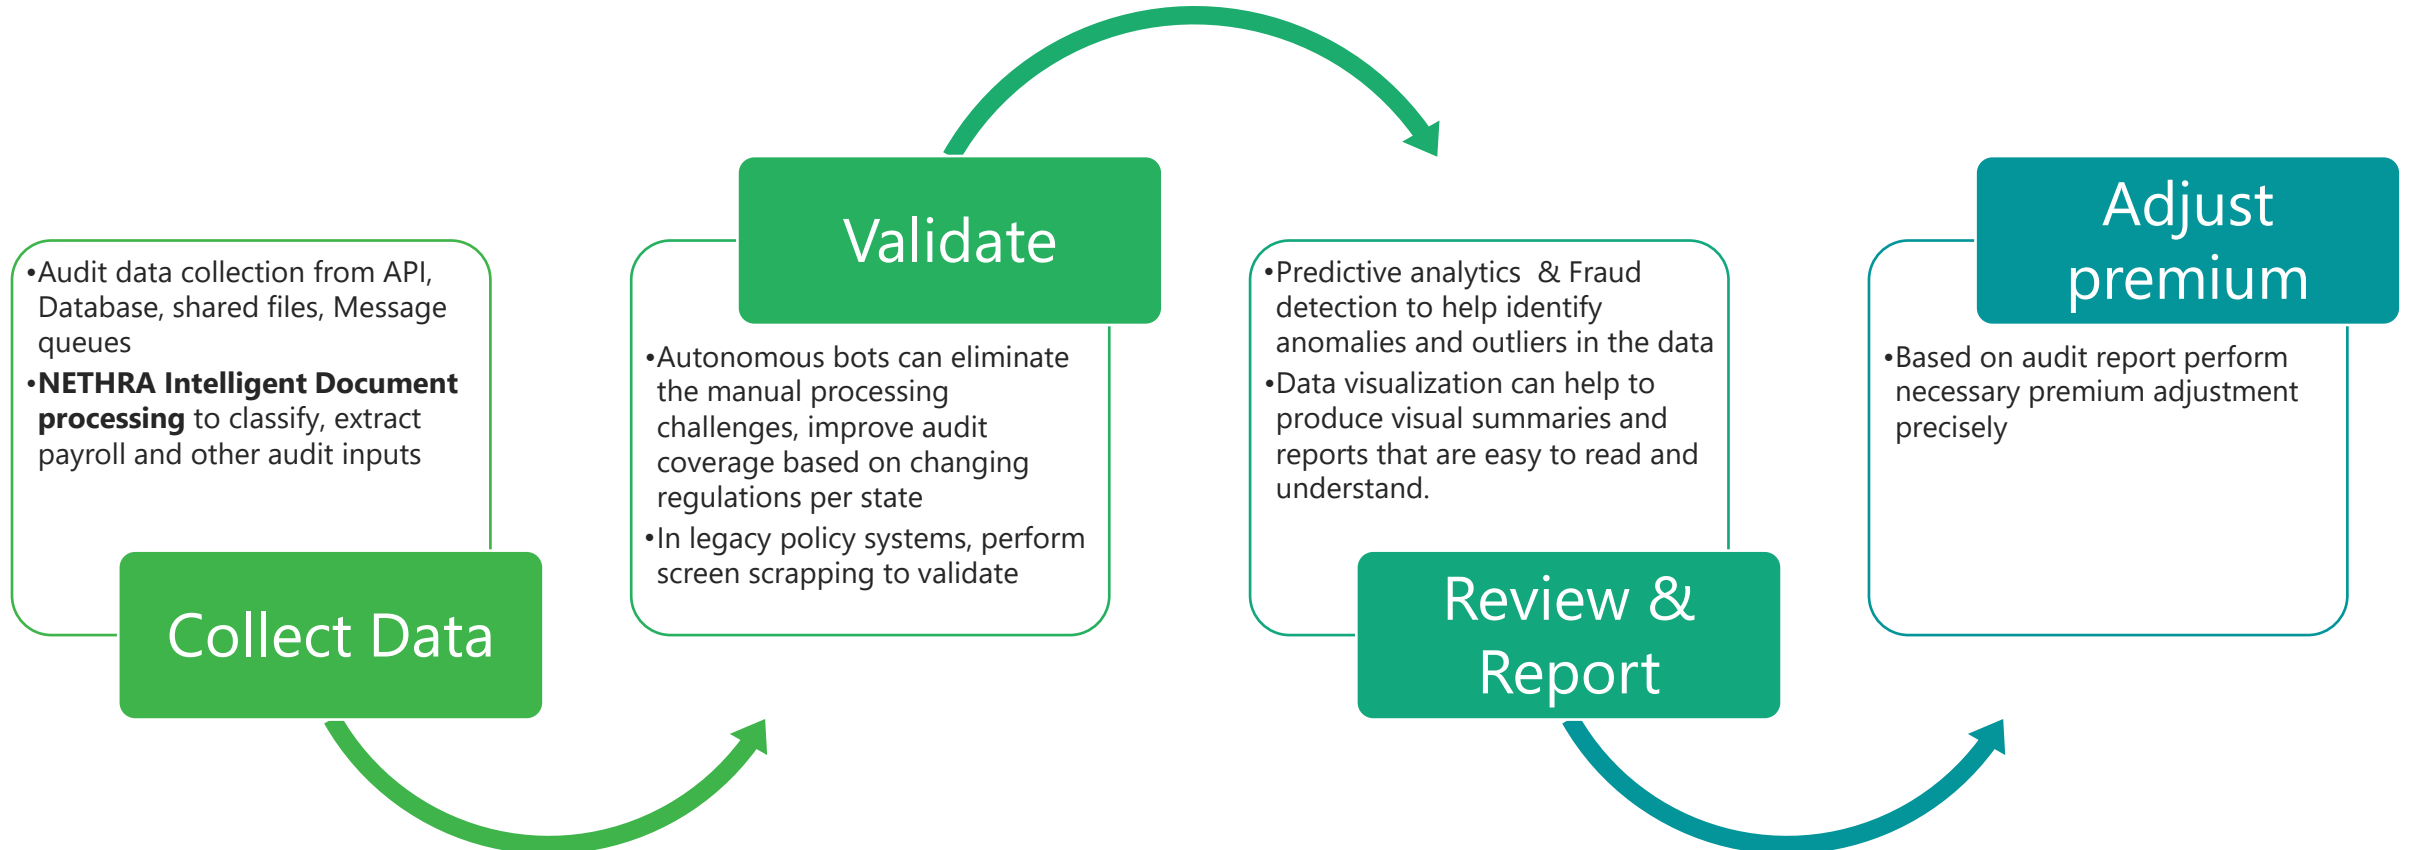 •Audit data collection from API,
Database, shared files, Message
queues
•NETHRA Intelligent Document
processing to classify, extract
payroll and other audit inputs
Collect Data
Validate
•Autonomous bots can eliminate
the manual processing
challenges, improve audit
coverage based on changing
regulations per state
•In legacy policy systems, perform
screen scrapping to validate
•Predictive analytics  & Fraud
detection to help identify
anomalies and outliers in the data
•Data visualization can help to
produce visual summaries and
reports that are easy to read and
understand.
Review &
Report
Adjust
premium
•Based on audit report perform
necessary premium adjustment
precisely